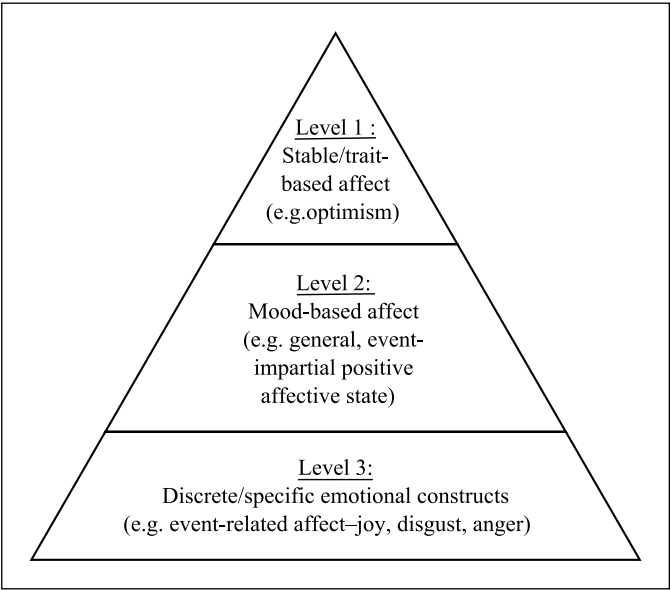 Level 1 :
Stable/trait-
based affect
(e.g.optimism)
Level 2:
Mood-based affect
(e.g. general, event-
impartial positive
affective state)
Level 3:
Discrete/specific emotional constructs
(e.g. event-related affect–joy, disgust, anger)